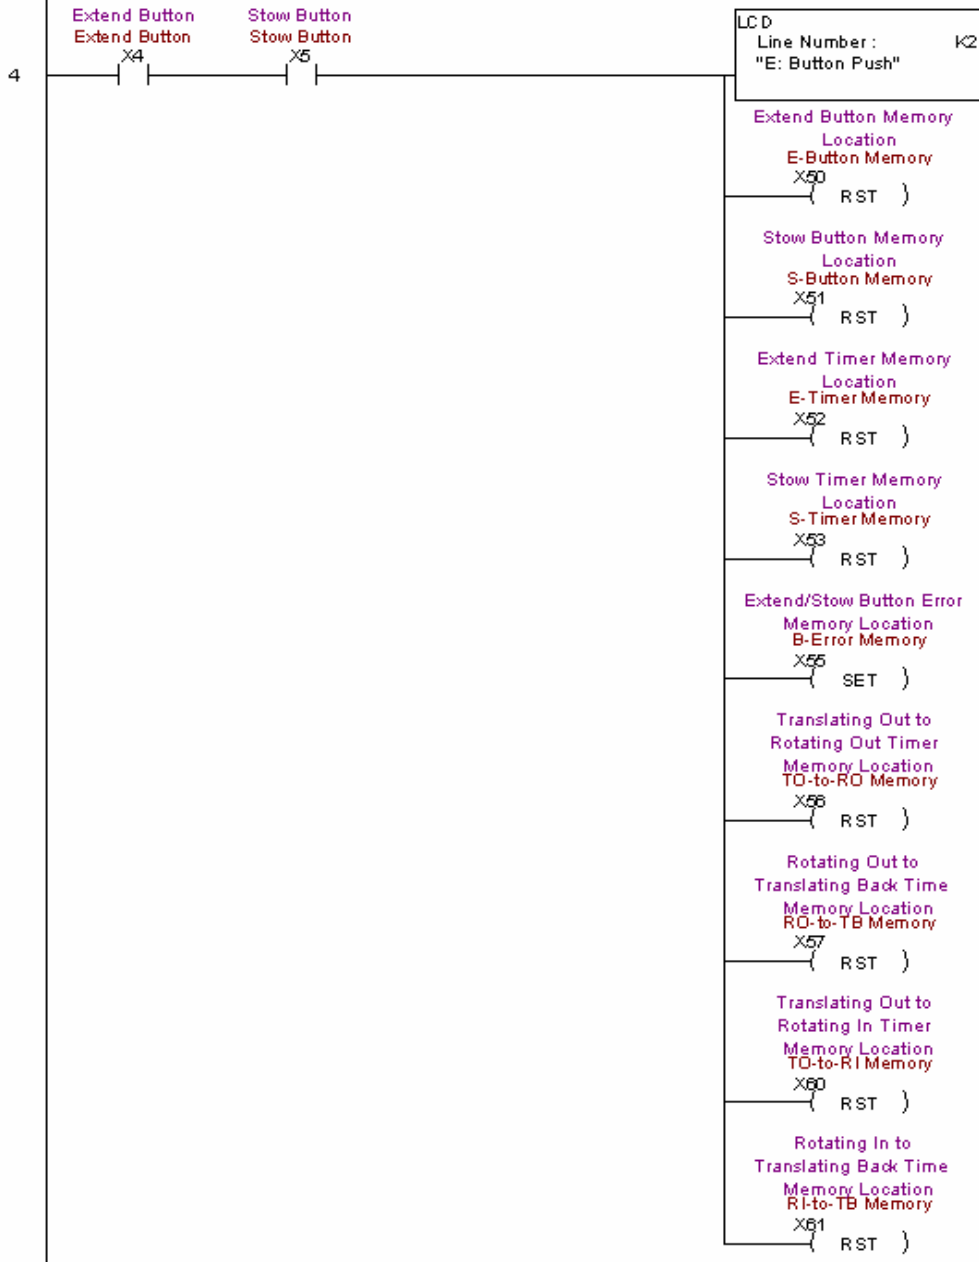 Extend Button Stow Button
Extend Button Stow Button
X4 X5
4
LCD
Line Number : K2
"E: Button Push"
Extend Button Memory
Location
E-Button Memory
X50
( RST )
Stow Button Memory
Location
S-Button Memory
X51
( RST )
Extend Timer Memory
Location
E-Timer Memory
X52
( RST )
Stow Timer Memory
Location
S-Timer Memory
X53
( RST )
Extend/Stow Button Error
Memory Location
B-Error Memory
X55
( SET )
Translating Out to
Rotating Out Timer
Memory Location
TO-to-RO Memory
X56
( RST )
Rotating Out to
Translating Back Time
Memory Location
RO-to-TB Memory
X57
( RST )
Translating Out to
Rotating In Timer
Memory Location
TO-to-RI Memory
X60
( RST )
Rotating In to
Translating Back Time
Memory Location
RI-to-TB Memory
X61
( RST )